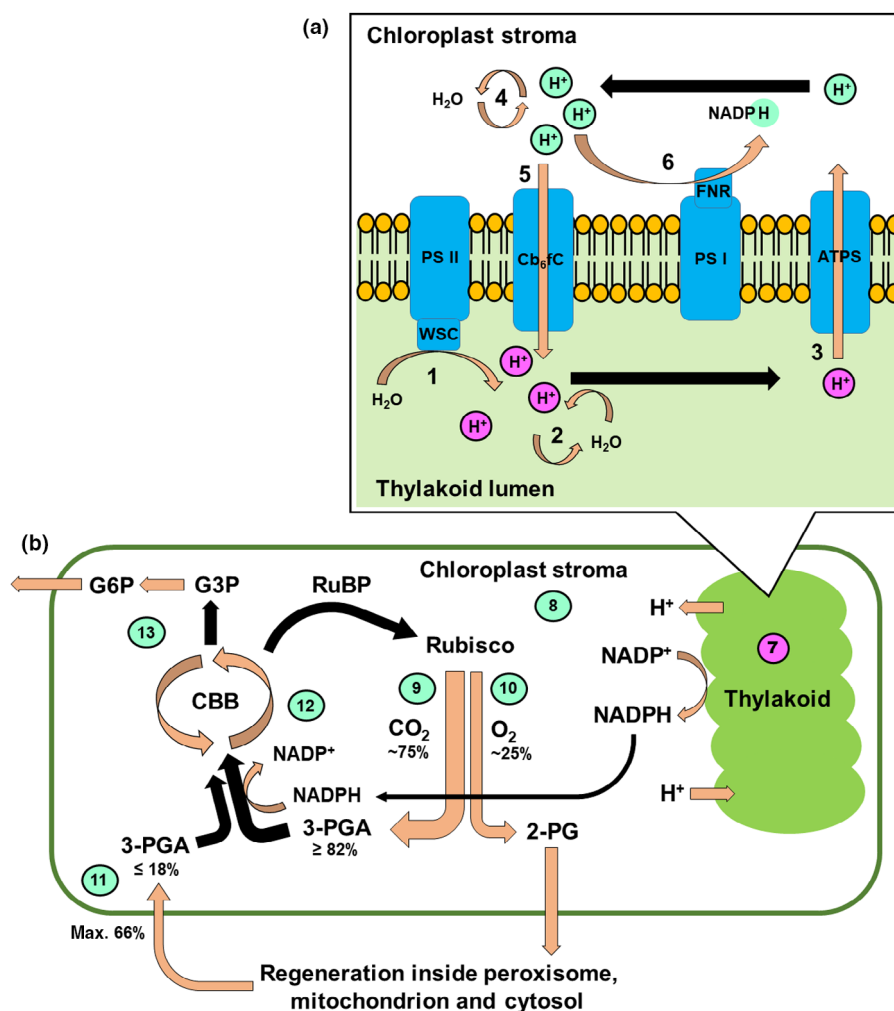 (a)
Chloroplast stroma
H⁺
H⁺
4
H₂O
H⁺
NADPH
H⁺
5
6
FNR
PS II
Cb₆fC
PS I
ATPS
WSC
3
H⁺
1
H⁺
H₂O
H⁺
H⁺
2
H₂O
Thylakoid lumen
(b)
G6P
G3P
RuBP
Chloroplast stroma
8
H⁺
13
Rubisco
7
NADP⁺
9
10
Thylakoid
CBB
12
CO₂
O₂
NADPH
~75%
~25%
NADP⁺
NADPH
H⁺
3-PGA
3-PGA
2-PG
≤ 18%
≥ 82%
11
Max. 66%
Regeneration inside peroxisome,
mitochondrion and cytosol